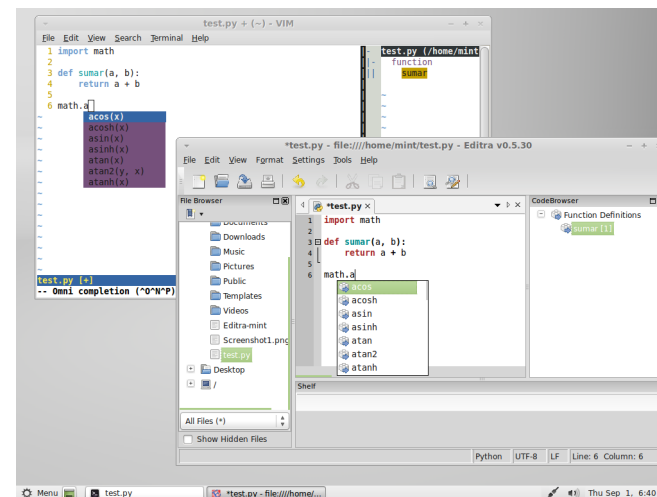 test.py + (~) - VIM
File Edit View Search Terminal Help
1 import math
2
3 def sumar(a, b):
4 return a + b
5
6 math.a
acos(x)
acosh(x)
asin(x)
asinh(x)
atan(x)
atan2(y, x)
atanh(x)
~
test.py [+]
-- Omni completion (^O^N^P)
test.py (/home/mint
function
sumar
*test.py - file:////home/mint/test.py - Editra v0.5.30
File Edit View Format Settings Tools Help
File Browser
Documents
Downloads
Music
Pictures
Public
Templates
Videos
Editra-mint
Screenshot1.png
test.py
Desktop
/
All Files (*)
Show Hidden Files
*test.py
1 import math
2
3 def sumar(a, b):
4 return a + b
5
6 math.a
acos
acosh
asin
asinh
atan
atan2
atanh
CodeBrowser
Function Definitions
sumar [1]
Shelf
Python UTF-8 LF Line: 6 Column: 6
Menu test.py *test.py - file:////home/... Thu Sep 1, 6:40